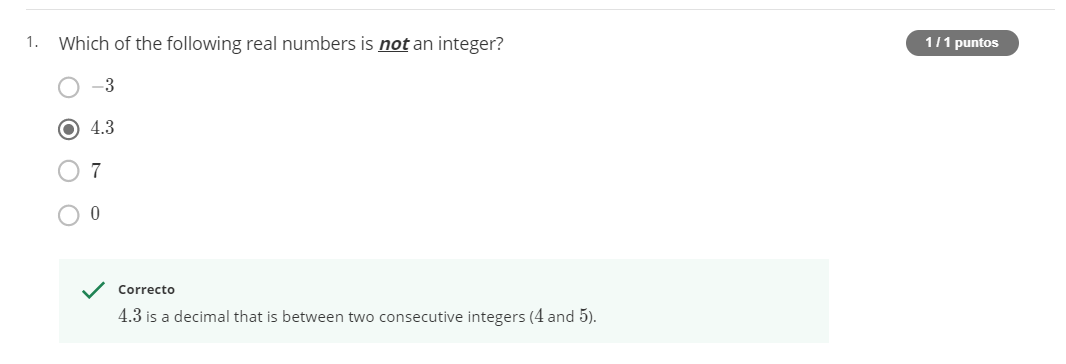 1. Which of the following real numbers is not an integer?
1 / 1 puntos
−3
4.3
7
0
Correcto
4.3 is a decimal that is between two consecutive integers (4 and 5).